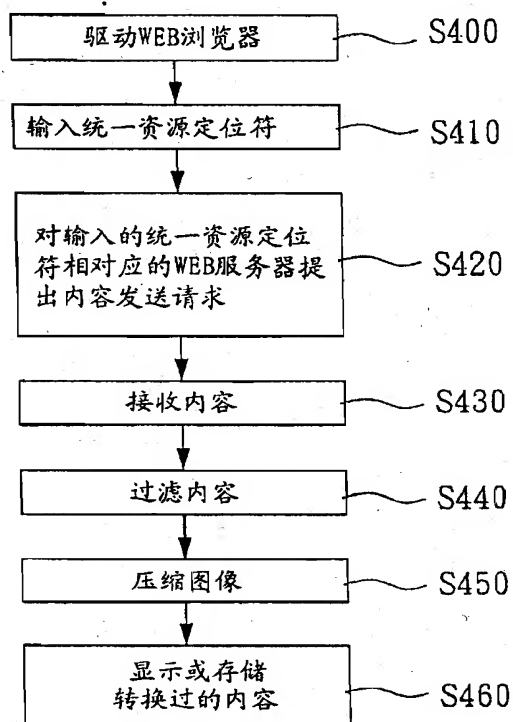 驱动WEB浏览器
S400
输入统一资源定位符
S410
对输入的统一资源定位
符相对应的WEB服务器提
出内容发送请求
S420
接收内容
S430
过滤内容
S440
压缩图像
S450
显示或存储
转换过的内容
S460